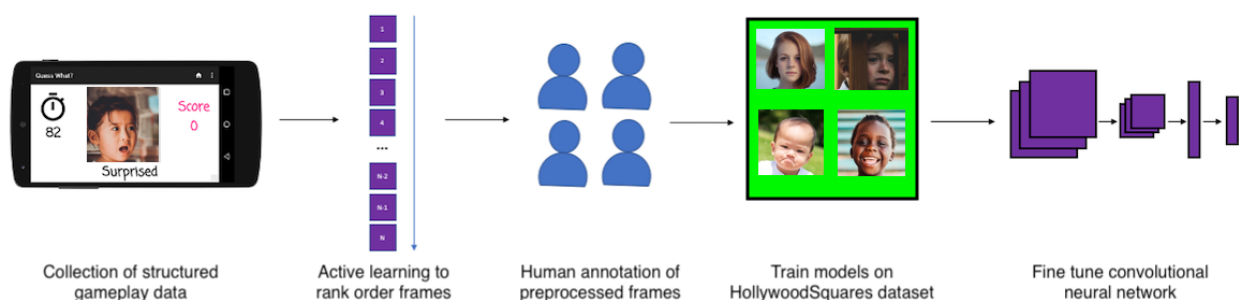 Guess What?
82
Score
0
Surprised
1
2
3
4
...
N-2
N-1
N
Collection of structured
gameplay data
Active learning to
rank order frames
Human annotation of
preprocessed frames
Train models on
HollywoodSquares dataset
Fine tune convolutional
neural network